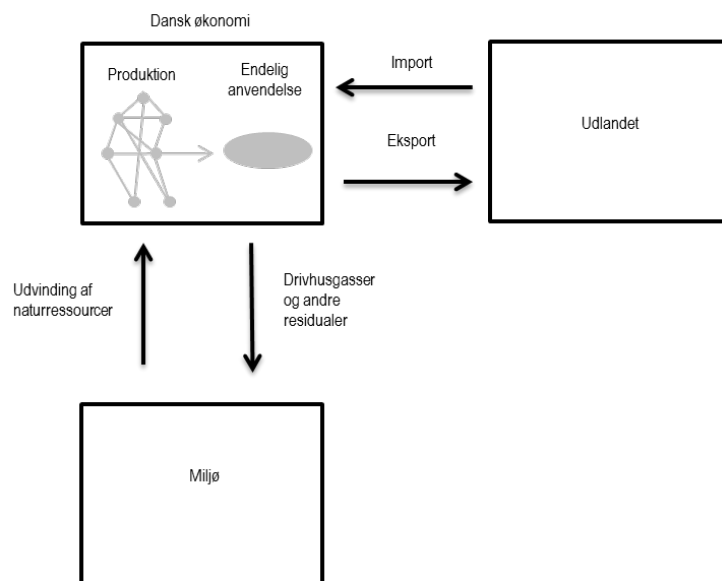 Dansk økonomi
Produktion
Endelig
anvendelse
Import
Eksport
Udlandet
Udvinding af
naturressourcer
Drivhusgasser
og andre
residualer
Miljø